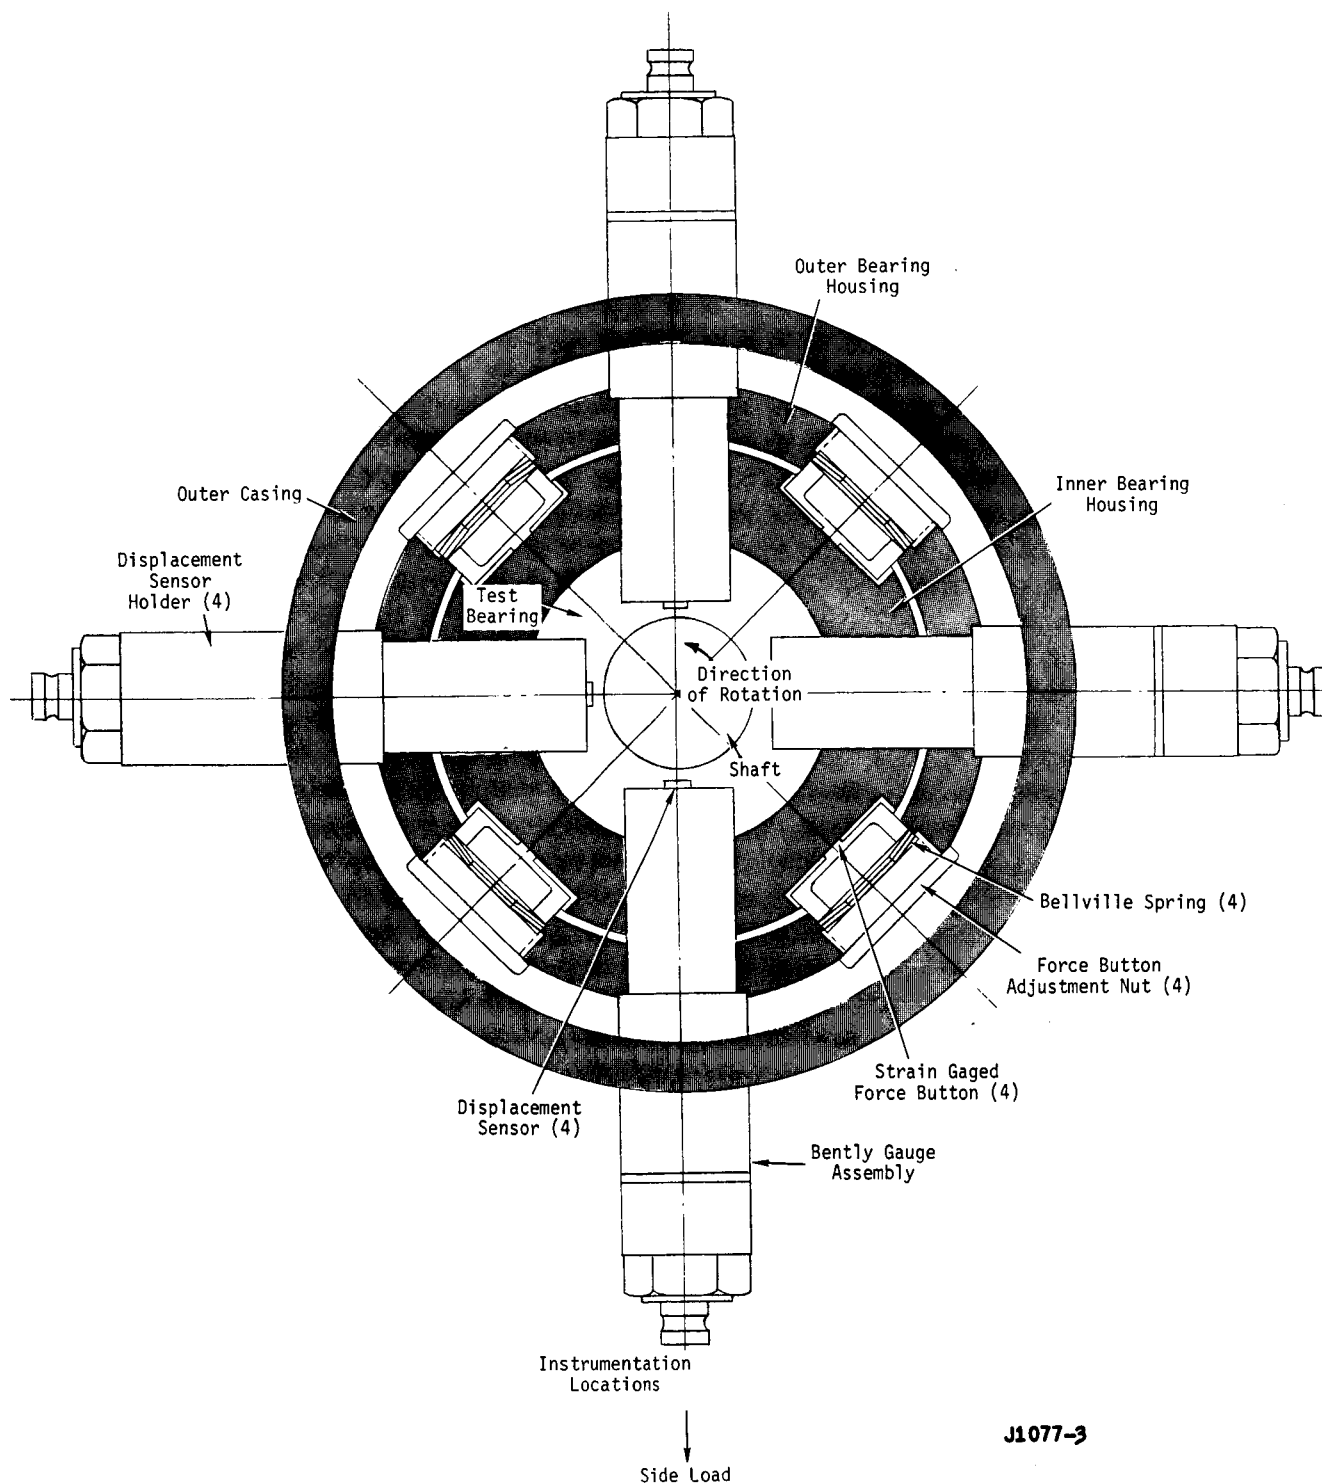 Outer Bearing
Housing
Outer Casing
Inner Bearing
Housing
Displacement
Sensor
Holder (4)
Test
Bearing
Direction
of Rotation
Shaft
Bellville Spring (4)
Force Button
Adjustment Nut (4)
Strain Gaged
Force Button (4)
Displacement
Sensor (4)
Bently Gauge
Assembly
Instrumentation
Locations
J1077-3
Side Load